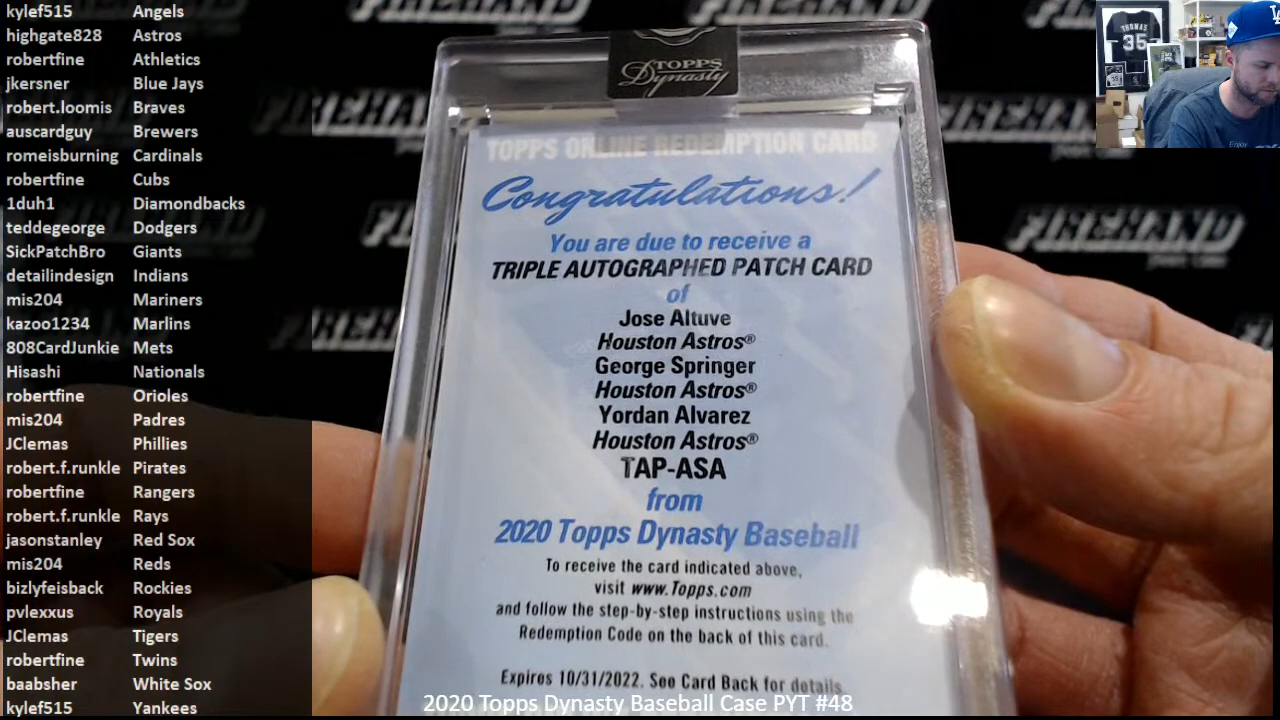 kylef515 Angels
highgate828 Astros
robertfine Athletics
jkersner Blue Jays
robert.loomis Braves
auscardguy Brewers
romeisburning Cardinals
robertfine Cubs
1duh1 Diamondbacks
teddegeorge Dodgers
SickPatchBro Giants
detailindesign Indians
mis204 Mariners
kazoo1234 Marlins
808CardJunkie Mets
Hisashi Nationals
robertfine Orioles
mis204 Padres
JClemas Phillies
robert.f.runkle Pirates
robertfine Rangers
robert.f.runkle Rays
jasonstanley Red Sox
mis204 Reds
bizlyfeisback Rockies
pvlexxus Royals
JClemas Tigers
robertfine Twins
baabsher White Sox
kylef515 Yankees
TOPPS
Dynasty
TOPPS ONLINE REDEMPTION CARD
Congratulations!
You are due to receive a
TRIPLE AUTOGRAPHED PATCH CARD
of
Jose Altuve
Houston Astros®
George Springer
Houston Astros®
Yordan Alvarez
Houston Astros®
TAP-ASA
from
2020 Topps Dynasty Baseball
To receive the card indicated above,
visit www.Topps.com
and follow the step-by-step instructions using the
Redemption Code on the back of this card.
Expires 10/31/2022. See Card Back for details.
2020 Topps Dynasty Baseball Case PYT #48
FIREHAND
FIREHAND
THOMAS
35
LA
Enjoy